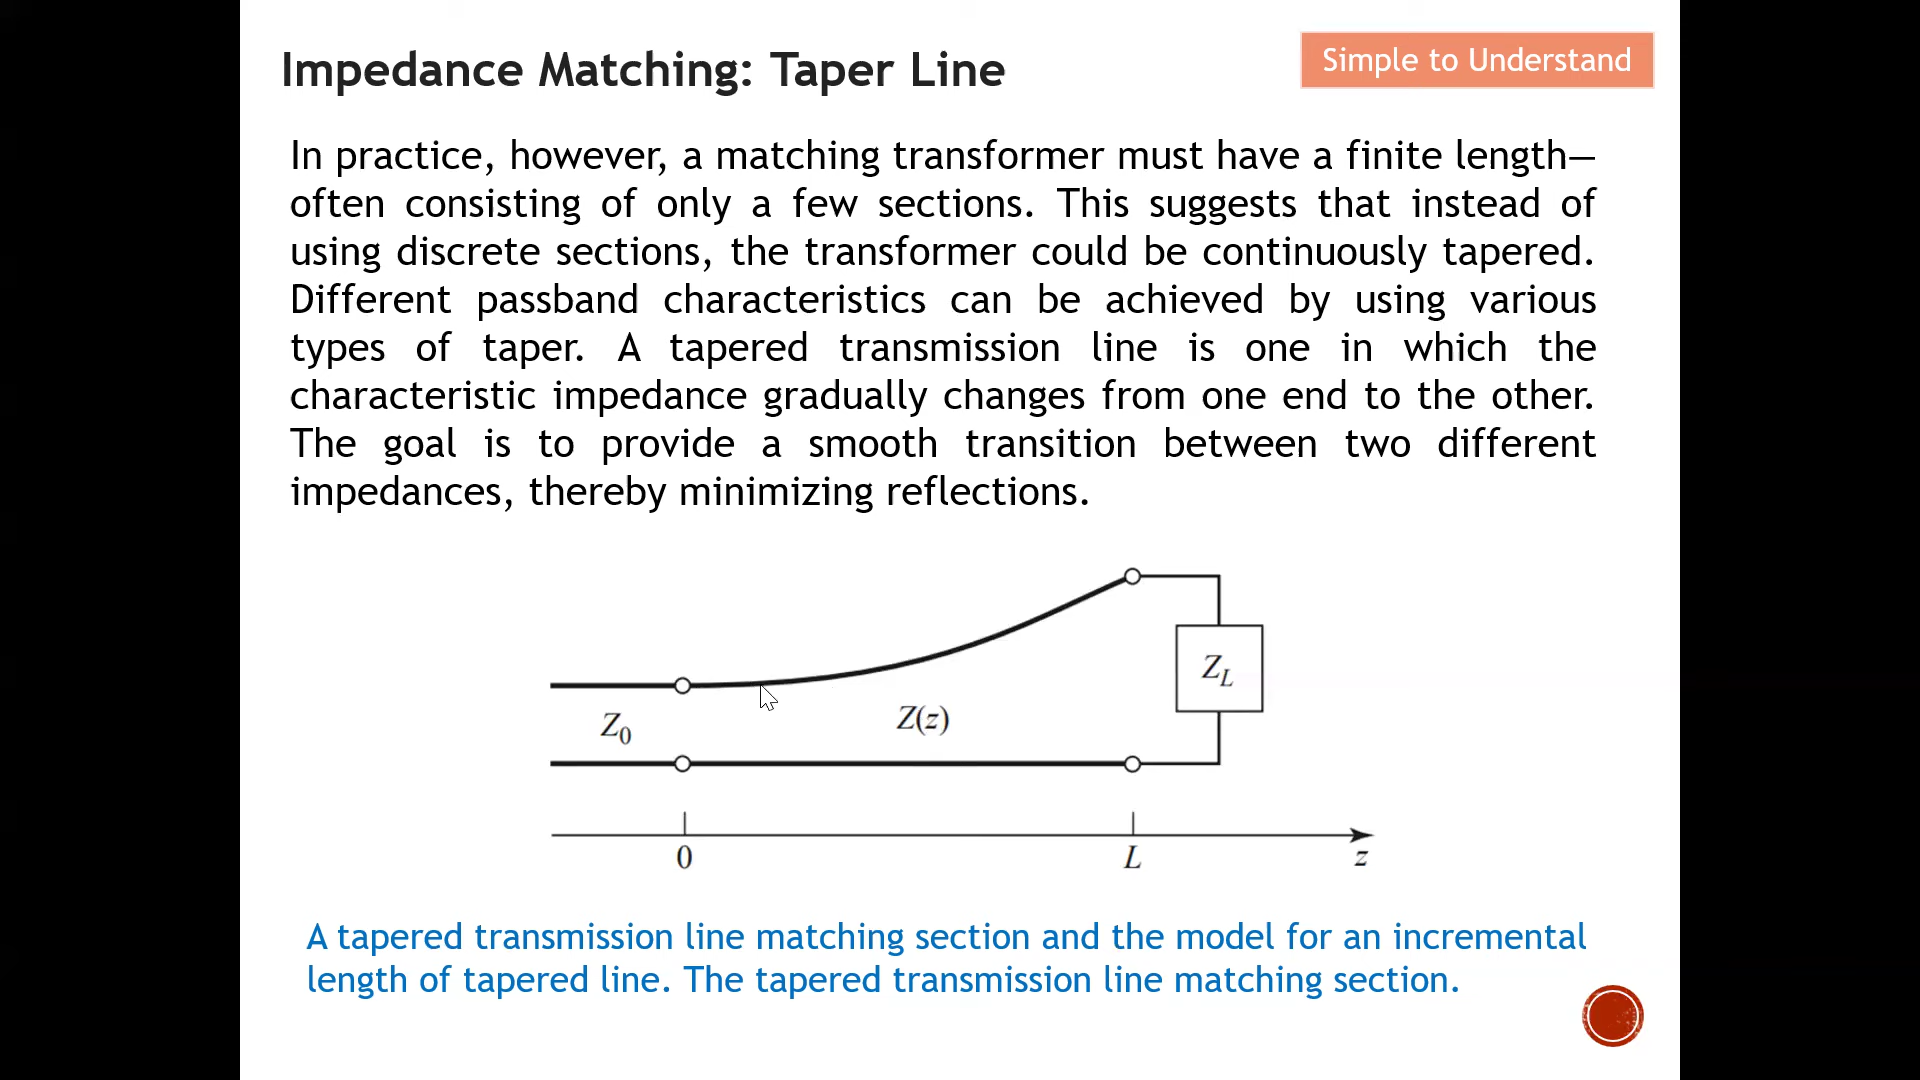 Impedance Matching: Taper Line
Simple to Understand
In practice, however, a matching transformer must have a finite length—
often consisting of only a few sections. This suggests that instead of
using discrete sections, the transformer could be continuously tapered.
Different passband characteristics can be achieved by using various
types of taper. A tapered transmission line is one in which the
characteristic impedance gradually changes from one end to the other.
The goal is to provide a smooth transition between two different
impedances, thereby minimizing reflections.
Z_L
Z_0
Z(z)
0
L
z
A tapered transmission line matching section and the model for an incremental
length of tapered line. The tapered transmission line matching section.